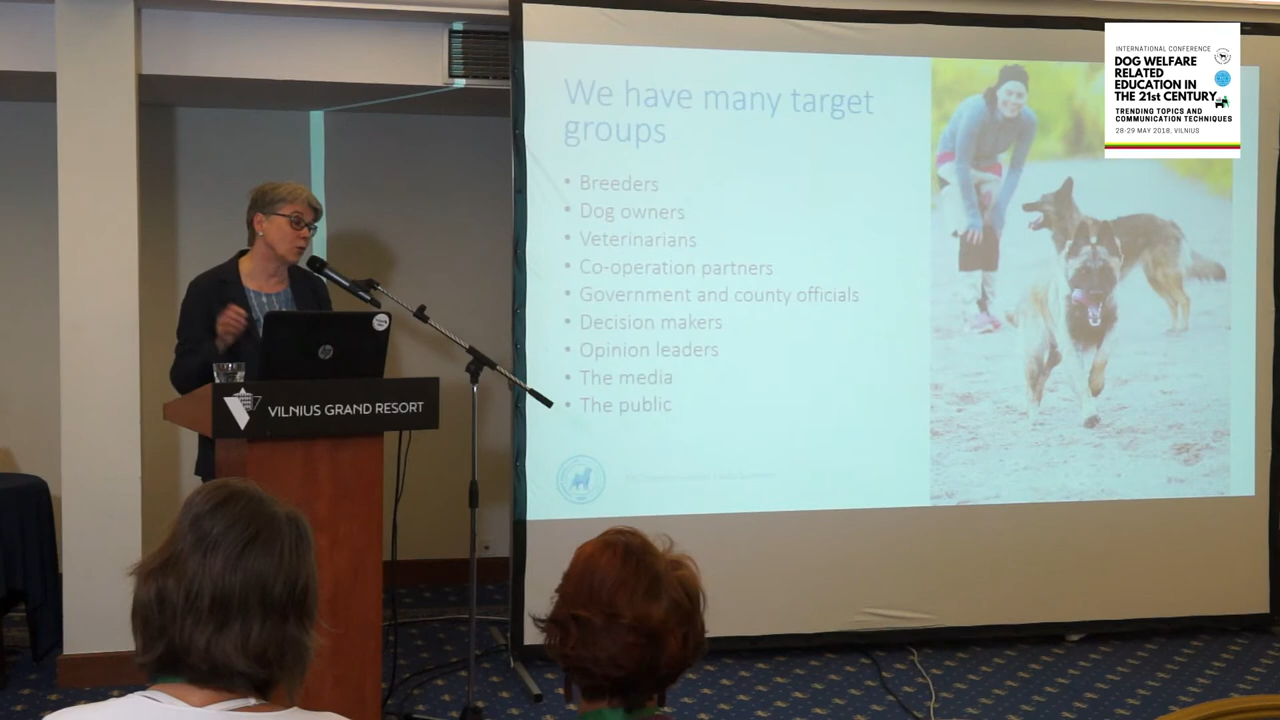 We have many target
groups
• Breeders
• Dog owners
• Veterinarians
• Co-operation partners
• Government and county officials
• Decision makers
• Opinion leaders
• The media
• The public
INTERNATIONAL CONFERENCE
DOG WELFARE
RELATED
EDUCATION IN
THE 21st CENTURY
TRENDING TOPICS AND
COMMUNICATION TECHNIQUES
28-29 MAY 2018, VILNIUS
hp
VILNIUS GRAND RESORT